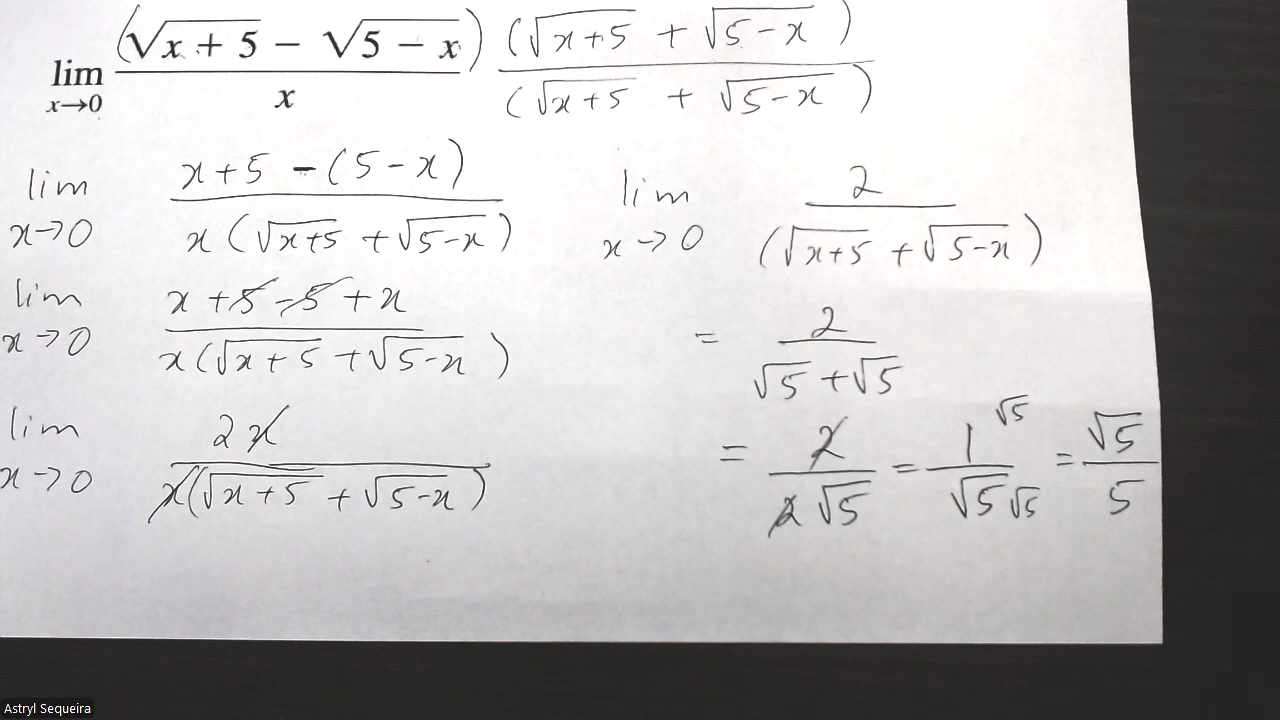 lim x→0 (√(x + 5) − √(5 − x)) / x · (√(x+5) + √(5−x)) / (√(x+5) + √(5−x))
lim x→0 (x+5 −(5−x)) / (x(√(x+5) + √(5−x)))
lim x→0 (x+5−5+x) / (x(√(x+5) + √(5−x)))
lim x→0 2x / (x(√(x+5) + √(5−x)))
lim x→0 2 / (√(x+5) + √(5−x))
= 2 / (√5 + √5)
= 2 / (2√5) = 1 √5 / (√5 √5) = √5 / 5
Astryl Sequeira